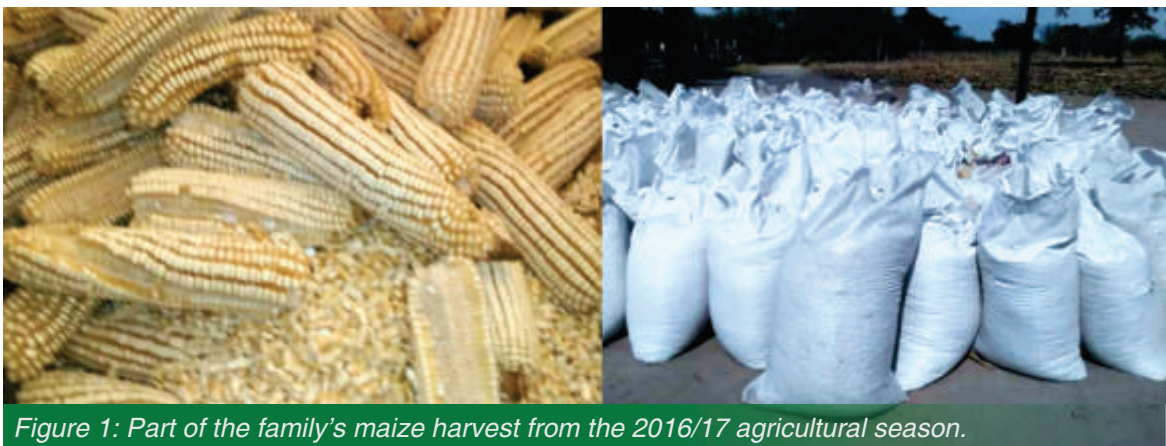 Figure 1: Part of the family's maize harvest from the 2016/17 agricultural season.